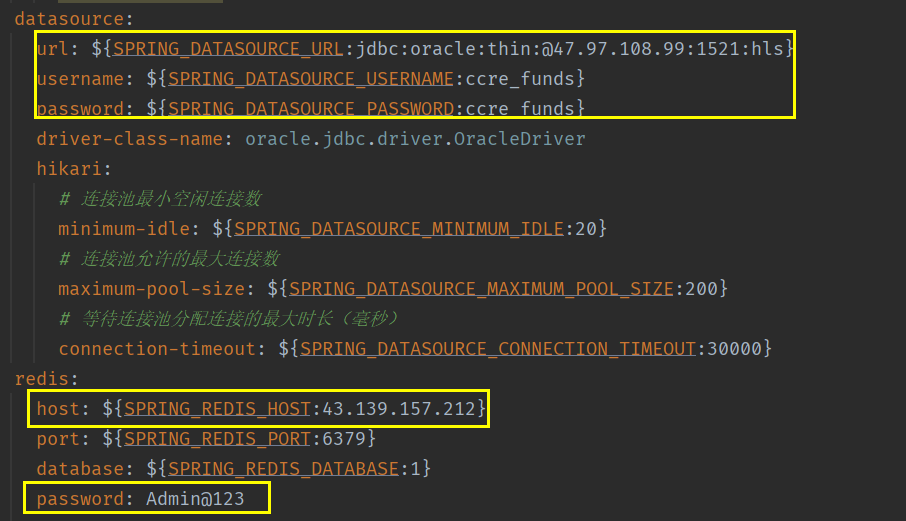 datasource:
url: ${SPRING_DATASOURCE_URL:jdbc:oracle:thin:@47.97.108.99:1521:hls}
username: ${SPRING_DATASOURCE_USERNAME:ccre_funds}
password: ${SPRING_DATASOURCE_PASSWORD:ccre_funds}
driver-class-name: oracle.jdbc.driver.OracleDriver
hikari:
# 连接池最小空闲连接数
minimum-idle: ${SPRING_DATASOURCE_MINIMUM_IDLE:20}
# 连接池允许的最大连接数
maximum-pool-size: ${SPRING_DATASOURCE_MAXIMUM_POOL_SIZE:200}
# 等待连接池分配连接的最大时长（毫秒）
connection-timeout: ${SPRING_DATASOURCE_CONNECTION_TIMEOUT:30000}
redis:
host: ${SPRING_REDIS_HOST:43.139.157.212}
port: ${SPRING_REDIS_PORT:6379}
database: ${SPRING_REDIS_DATABASE:1}
password: Admin@123